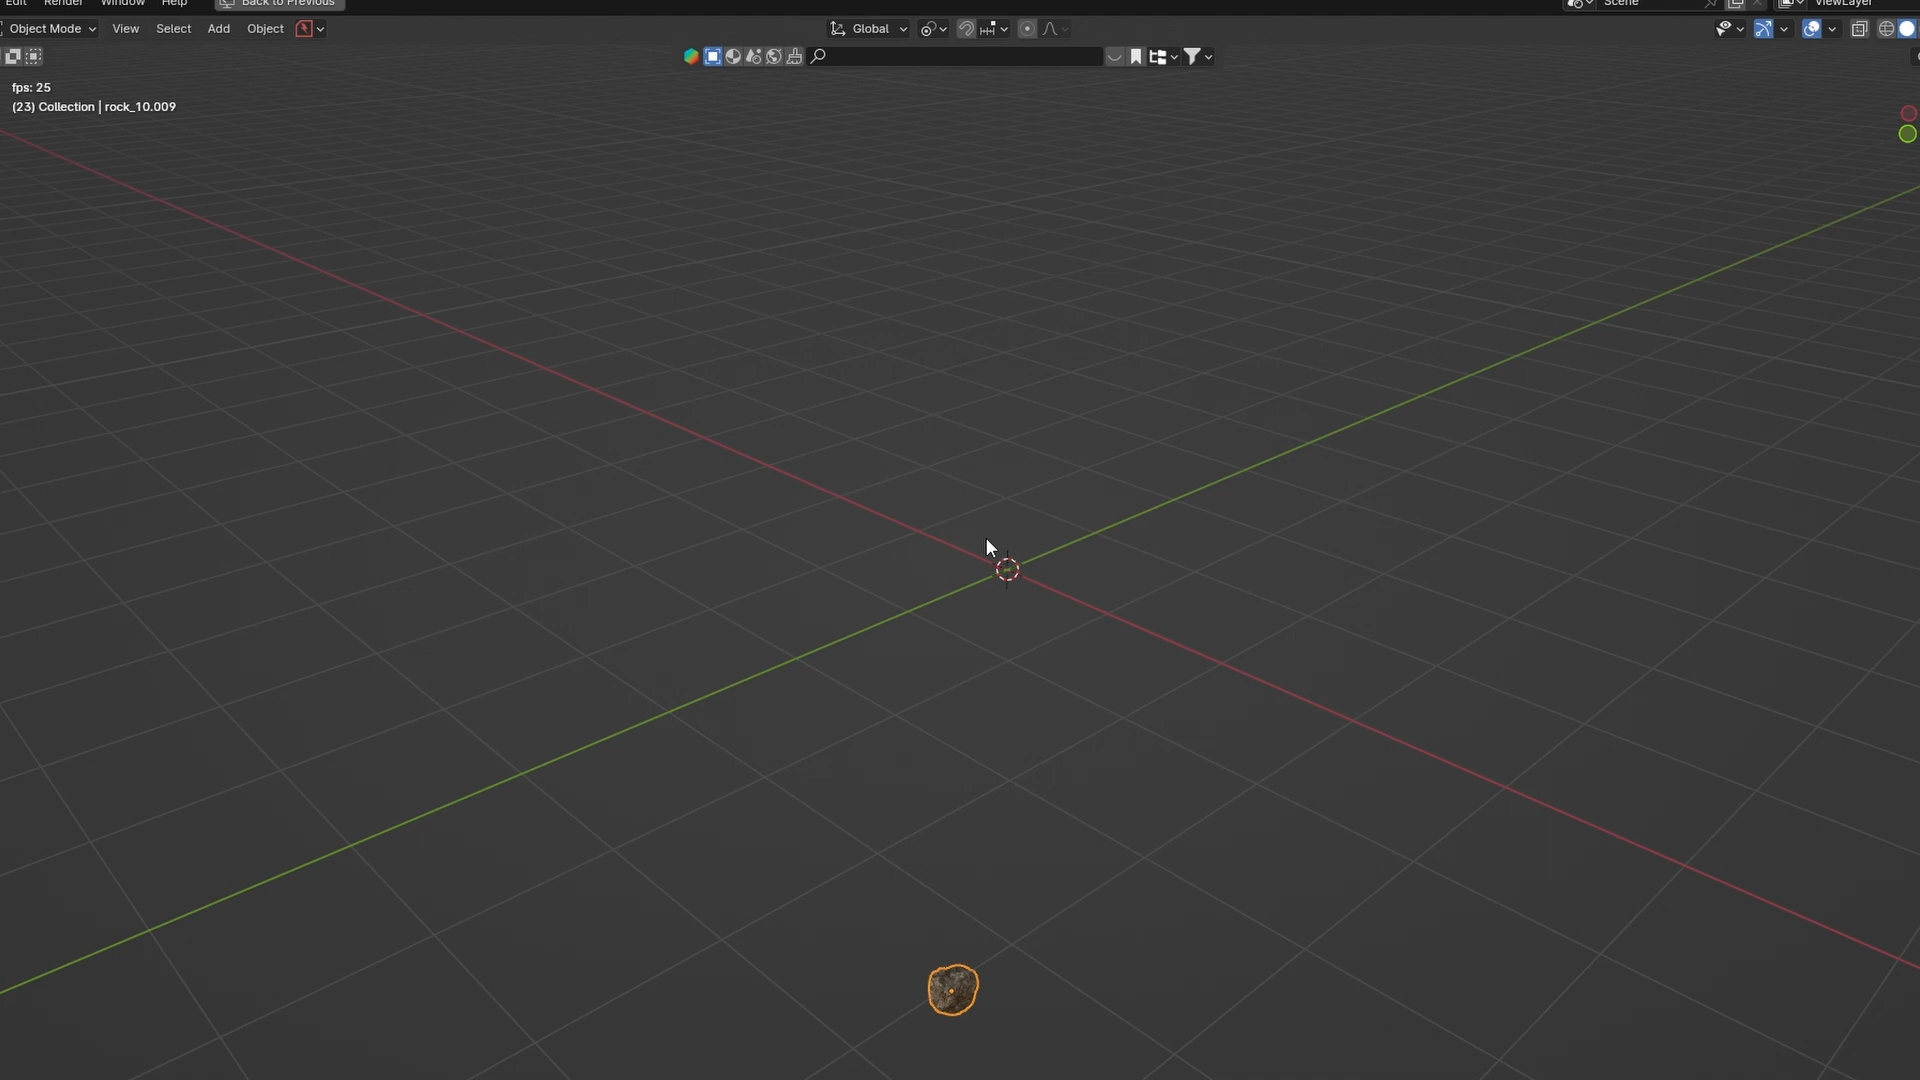 Edit Render Window Help Back to Previous Scene ViewLayer
Object Mode View Select Add Object Global
fps: 25
(23) Collection | rock_10.009